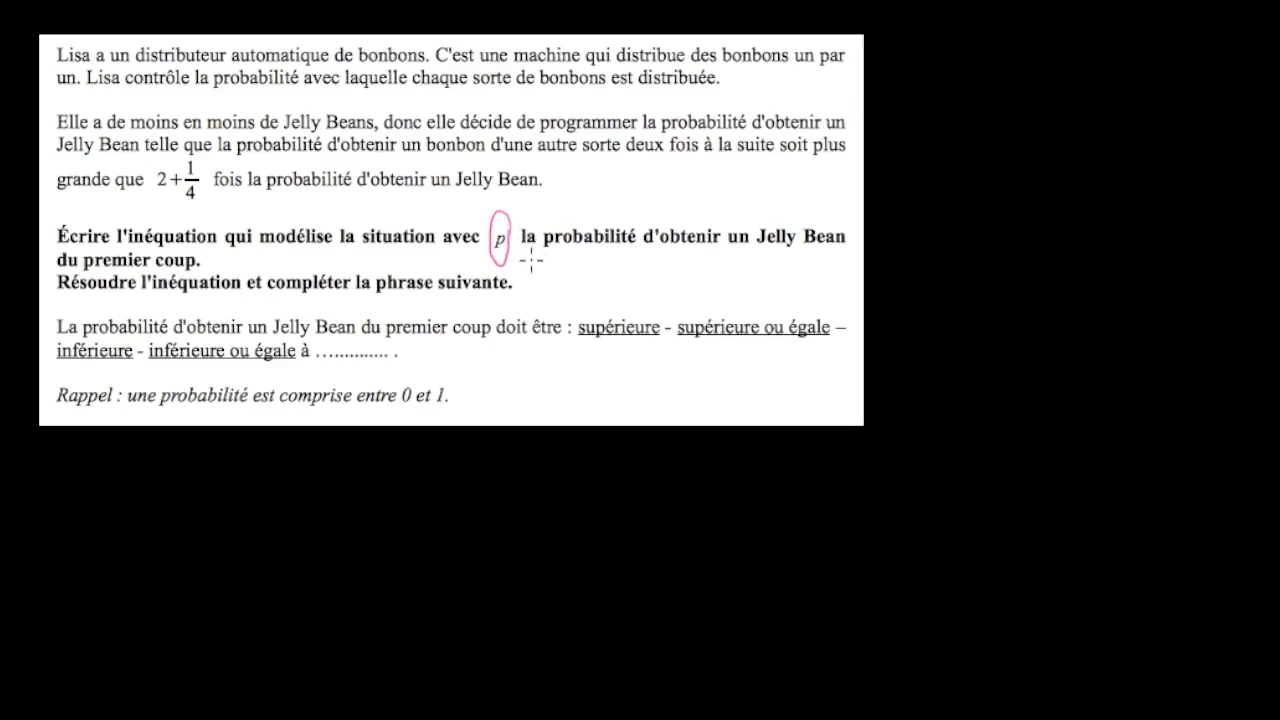 Lisa a un distributeur automatique de bonbons. C'est une machine qui distribue des bonbons un par
un. Lisa contrôle la probabilité avec laquelle chaque sorte de bonbons est distribuée.
Elle a de moins en moins de Jelly Beans, donc elle décide de programmer la probabilité d'obtenir un
Jelly Bean telle que la probabilité d'obtenir un bonbon d'une autre sorte deux fois à la suite soit plus
grande que 2+1/4 fois la probabilité d'obtenir un Jelly Bean.
Écrire l'inéquation qui modélise la situation avec p la probabilité d'obtenir un Jelly Bean
du premier coup.
Résoudre l'inéquation et compléter la phrase suivante.
La probabilité d'obtenir un Jelly Bean du premier coup doit être : supérieure - supérieure ou égale –
inférieure - inférieure ou égale à ….......... .
Rappel : une probabilité est comprise entre 0 et 1.